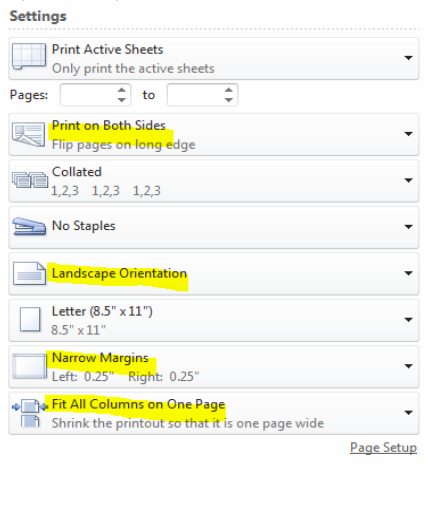 Settings
Print Active Sheets
Only print the active sheets
Pages: to
Print on Both Sides
Flip pages on long edge
Collated
1,2,3 1,2,3 1,2,3
No Staples
Landscape Orientation
Letter (8.5" x 11")
8.5" x 11"
Narrow Margins
Left: 0.25" Right: 0.25"
Fit All Columns on One Page
Shrink the printout so that it is one page wide
Page Setup